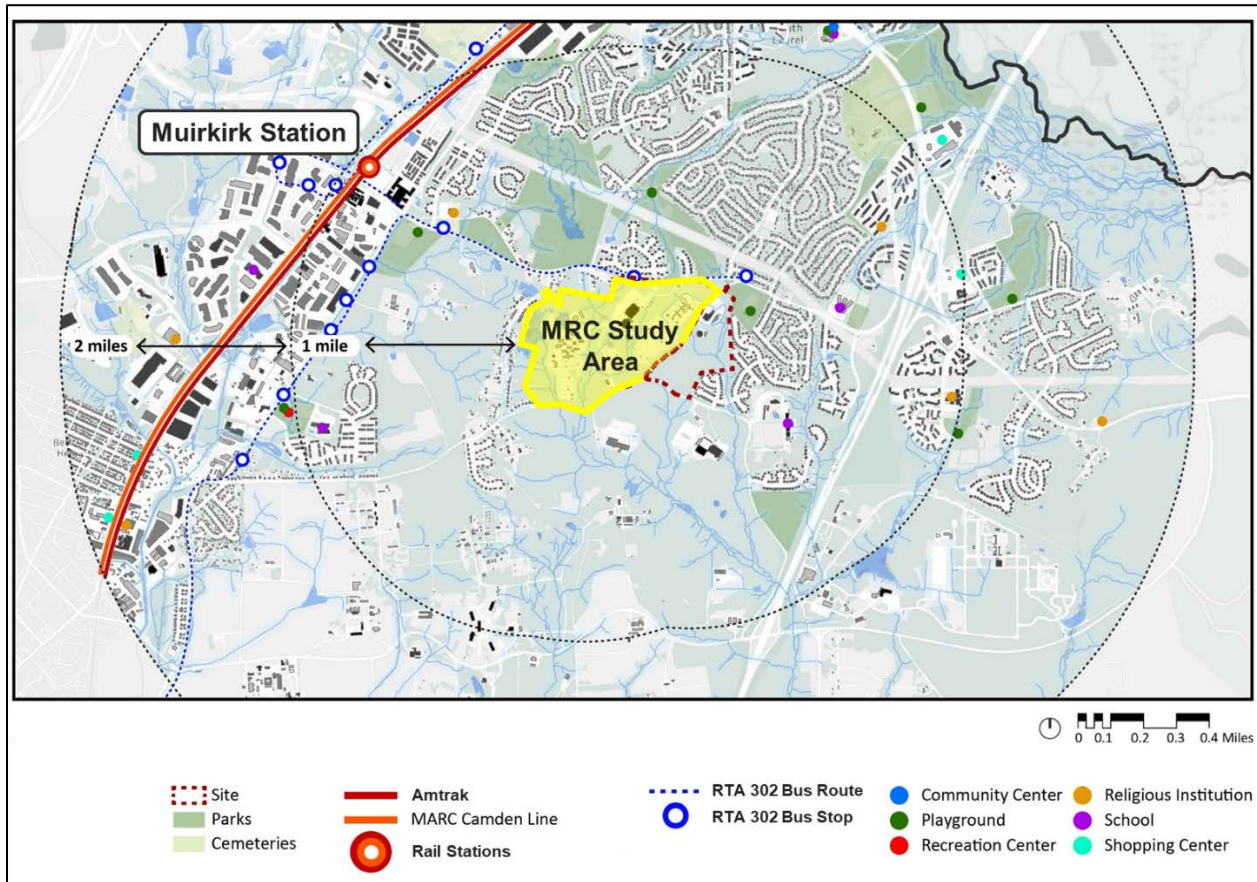 th
Laurel
Muirkirk Station
MRC Study
Area
2 miles
1 mile
0 0.1 0.2 0.3 0.4 Miles
Site
Parks
Cemeteries
Amtrak
MARC Camden Line
Rail Stations
RTA 302 Bus Route
RTA 302 Bus Stop
Community Center
Playground
Recreation Center
Religious Institution
School
Shopping Center